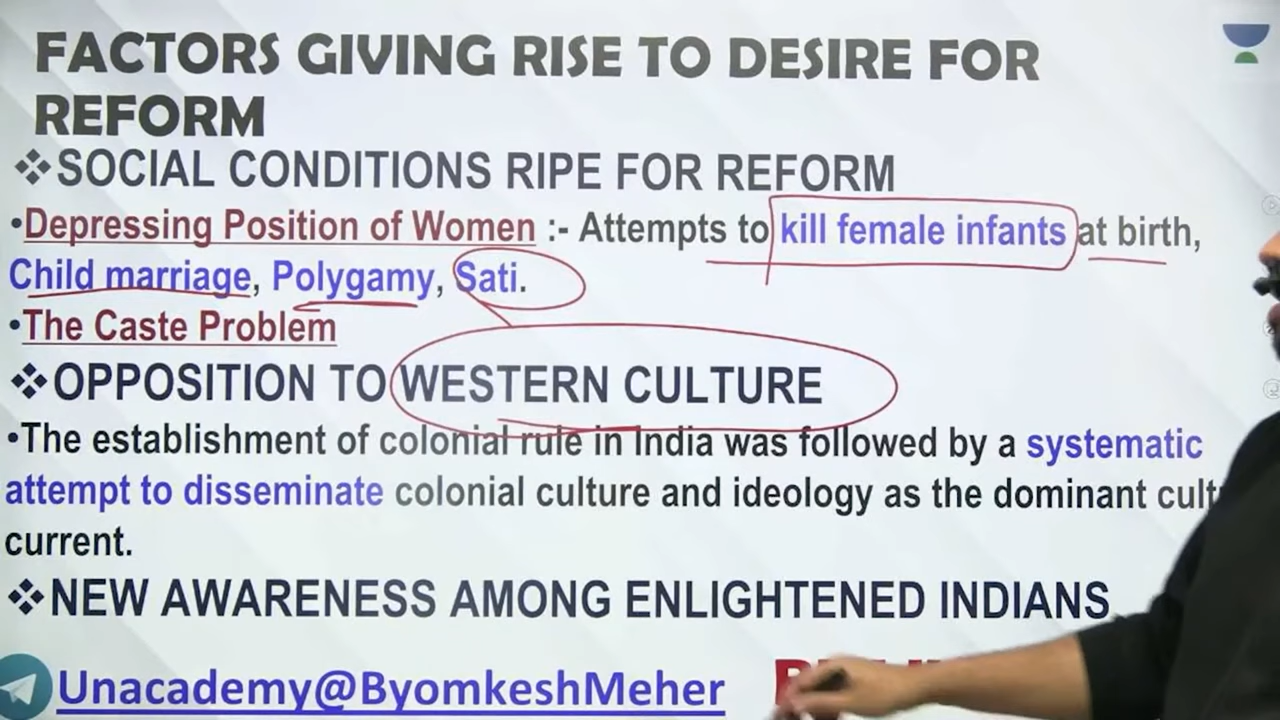 FACTORS GIVING RISE TO DESIRE FOR
REFORM
❖SOCIAL CONDITIONS RIPE FOR REFORM
•Depressing Position of Women :- Attempts to kill female infants at birth,
Child marriage, Polygamy, Sati.
•The Caste Problem
❖OPPOSITION TO WESTERN CULTURE
•The establishment of colonial rule in India was followed by a systematic
attempt to disseminate colonial culture and ideology as the dominant
current.
❖NEW AWARENESS AMONG ENLIGHTENED INDIANS
Unacademy@ByomkeshMeher